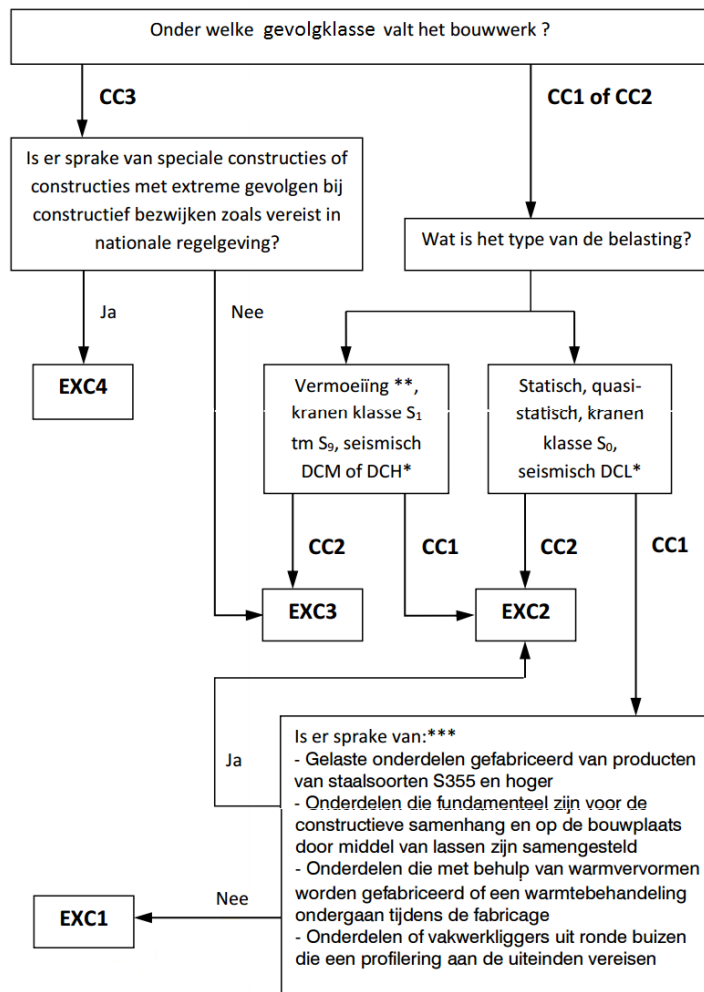 Onder welke gevolgklasse valt het bouwwerk ?
CC3
CC1 of CC2
Is er sprake van speciale constructies of
constructies met extreme gevolgen bij
constructief bezwijken zoals vereist in
nationale regelgeving?
Wat is het type van de belasting?
Ja
Nee
EXC4
Vermoeiïng **,
kranen klasse S1
tm S9, seismisch
DCM of DCH*
Statisch, quasi-
statisch, kranen
klasse S0,
seismisch DCL*
CC2
CC1
CC2
CC1
EXC3
EXC2
Ja
Is er sprake van:***
- Gelaste onderdelen gefabriceerd van producten
van staalsoorten S355 en hoger
- Onderdelen die fundamenteel zijn voor de
constructieve samenhang en op de bouwplaats
door middel van lassen zijn samengesteld
- Onderdelen die met behulp van warmvervormen
worden gefabriceerd of een warmtebehandeling
ondergaan tijdens de fabricage
- Onderdelen of vakwerkliggers uit ronde buizen
die een profilering aan de uiteinden vereisen
Nee
EXC1